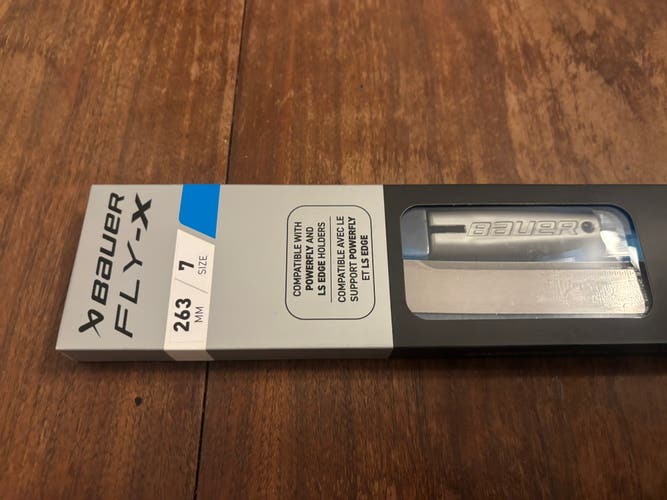 BAUER
FLY-X
263 / 7
MM SIZE
COMPATIBLE WITH
POWERFLY AND
LS EDGE HOLDERS
COMPATIBLE AVEC LE
SUPPORT POWERFLY
ET LS EDGE
BAUER